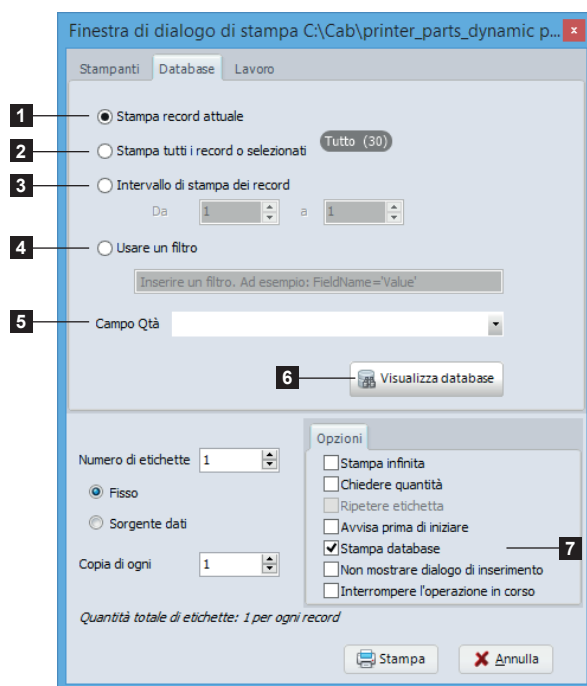 Finestra di dialogo di stampa C:\Cab\printer_parts_dynamic p... x
Stampanti Database Lavoro
1 Stampa record attuale
2 Stampa tutti i record o selezionati Tutto (30)
3 Intervallo di stampa dei record
Da 1 a 1
4 Usare un filtro
Inserire un filtro. Ad esempio: FieldName='Value'
5 Campo Qtà
6 Visualizza database
Opzioni
Numero di etichette 1
Fisso
Sorgente dati
Copia di ogni 1
Stampa infinita
Chiedere quantità
Ripetere etichetta
Avvisa prima di iniziare
Stampa database 7
Non mostrare dialogo di inserimento
Interrompere l'operazione in corso
Quantità totale di etichette: 1 per ogni record
Stampa Annulla